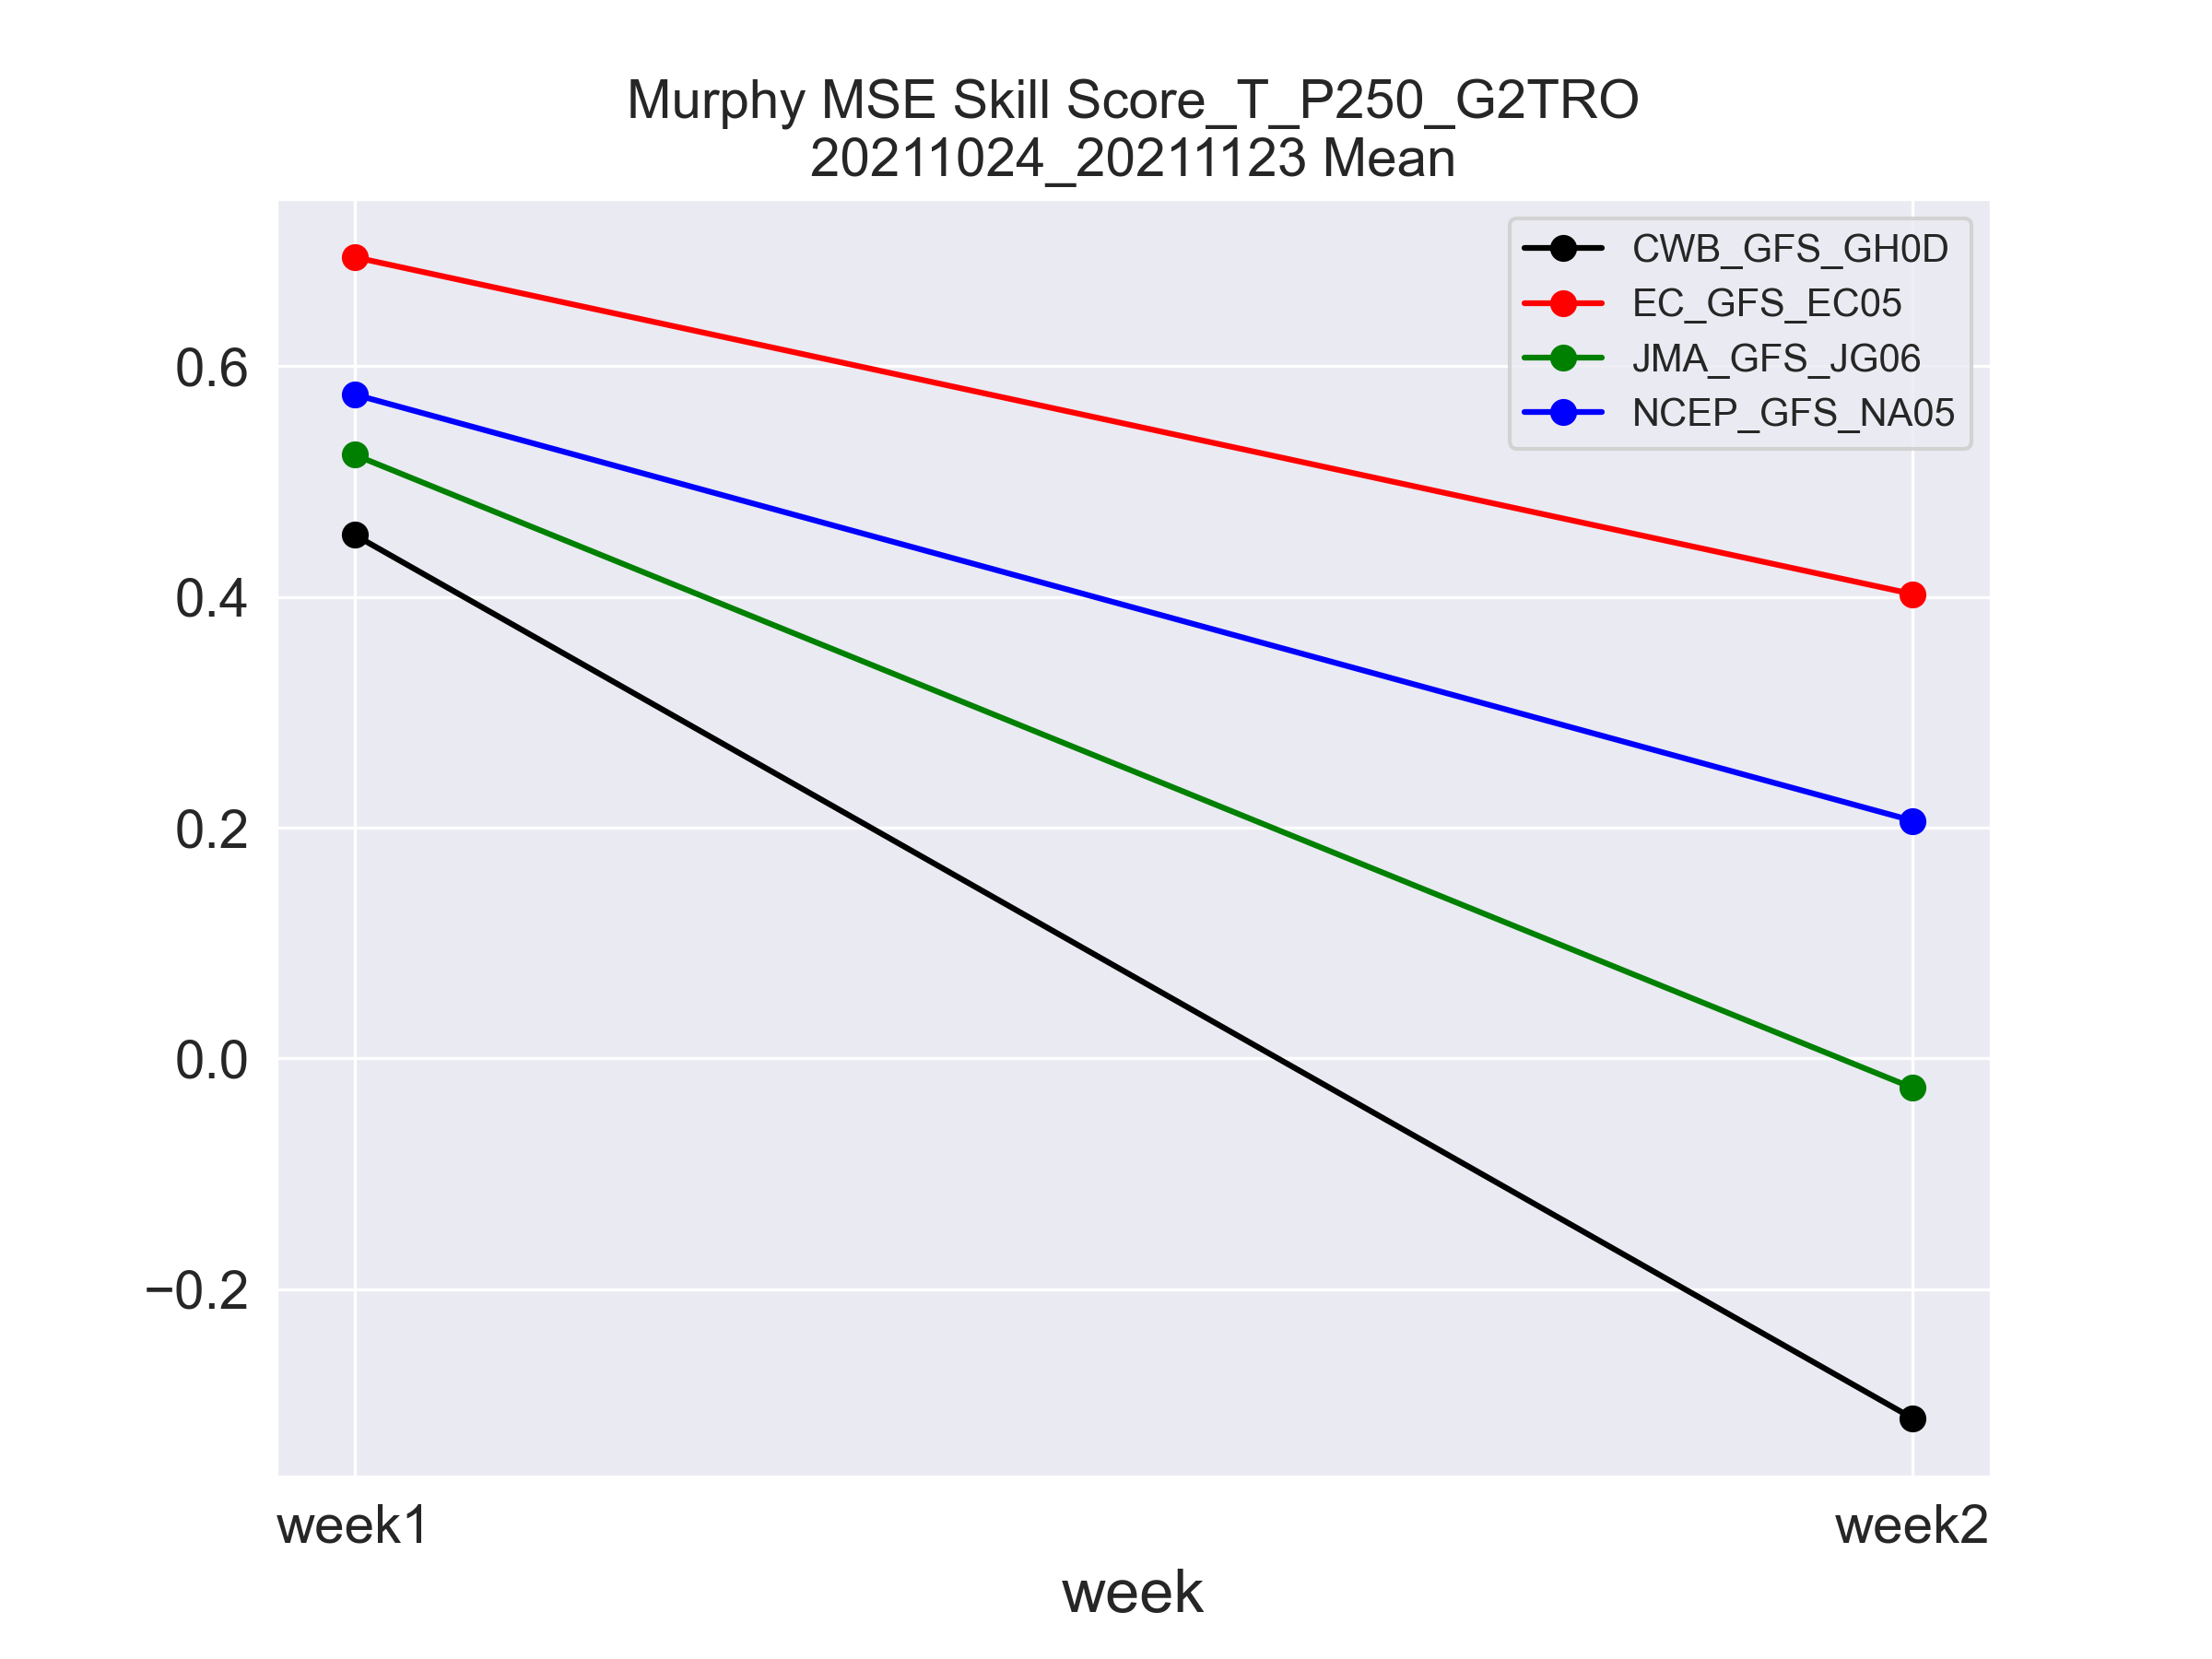 Murphy MSE Skill Score_T_P250_G2TRO
20211024_20211123 Mean
CWB_GFS_GH0D
EC_GFS_EC05
JMA_GFS_JG06
NCEP_GFS_NA05
0.6
0.4
0.2
0.0
−0.2
week1
week2
week